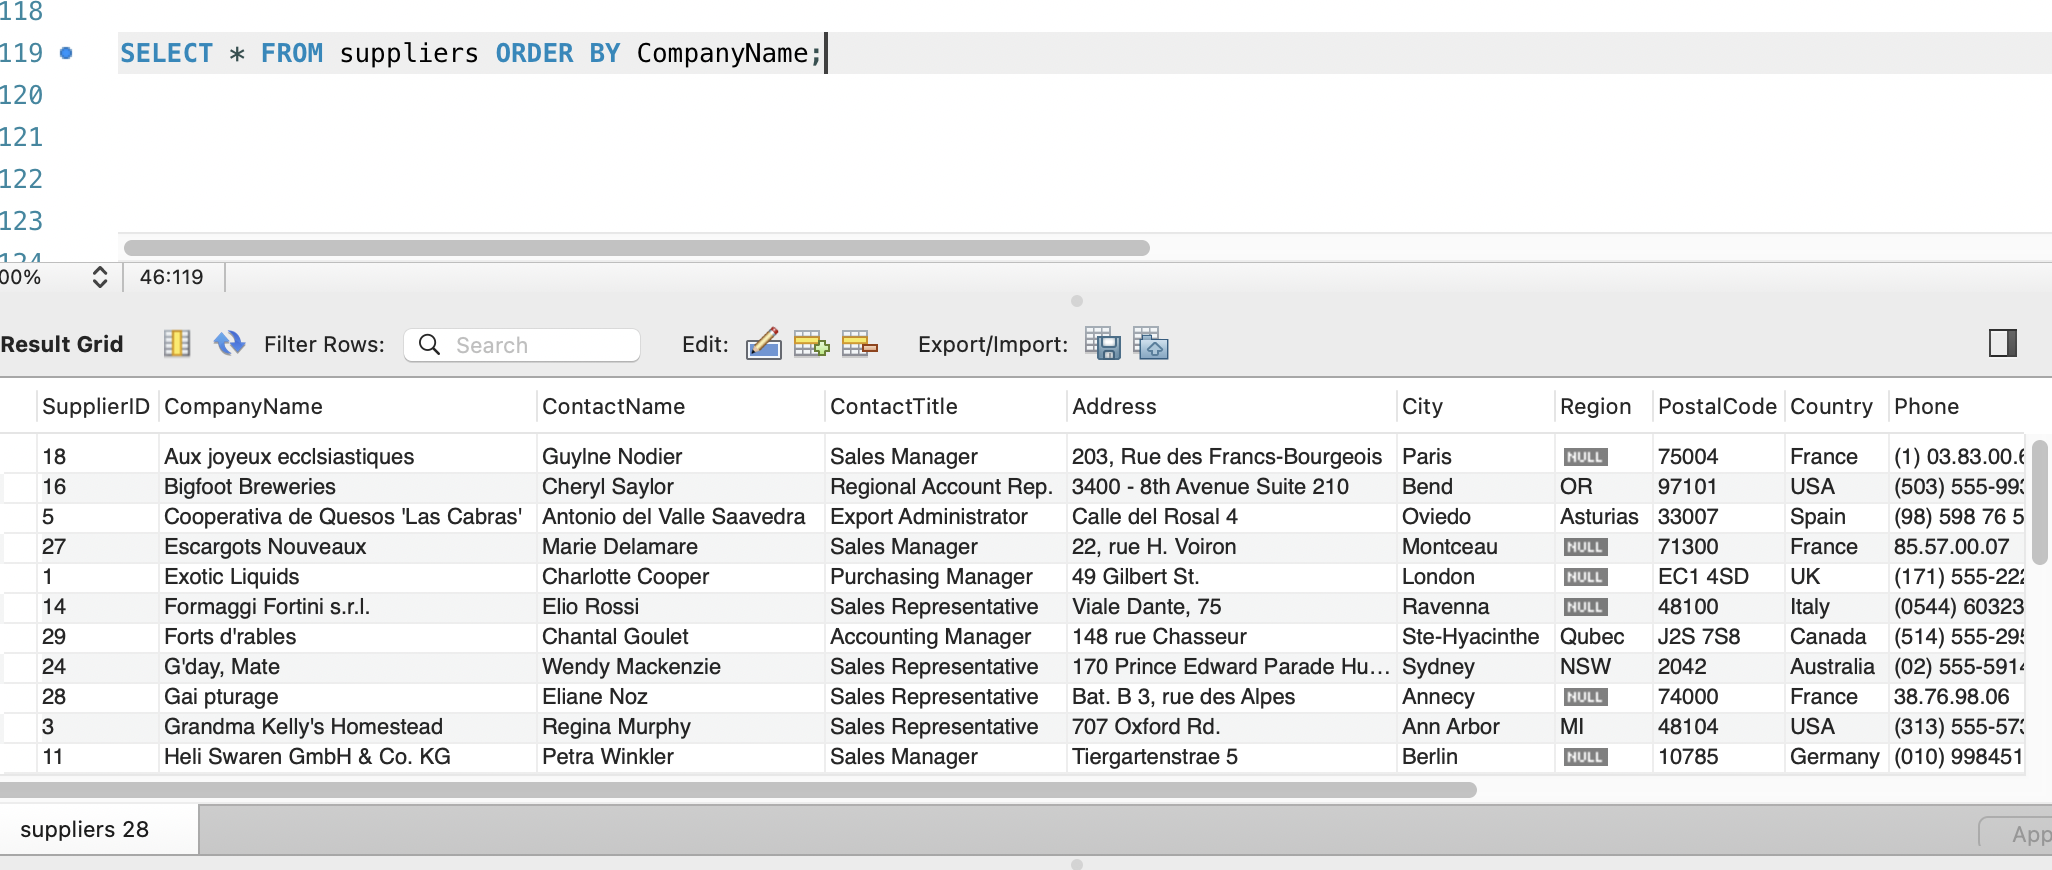 118
119 SELECT * FROM suppliers ORDER BY CompanyName;
120
121
122
123
124
00% 46:119
Result Grid Filter Rows: Search Edit: Export/Import:
SupplierID CompanyName ContactName ContactTitle Address City Region PostalCode Country Phone
18 Aux joyeux ecclsiastiques Guylne Nodier Sales Manager 203, Rue des Francs-Bourgeois Paris NULL 75004 France (1) 03.83.00.6
16 Bigfoot Breweries Cheryl Saylor Regional Account Rep. 3400 - 8th Avenue Suite 210 Bend OR 97101 USA (503) 555-993
5 Cooperativa de Quesos 'Las Cabras' Antonio del Valle Saavedra Export Administrator Calle del Rosal 4 Oviedo Asturias 33007 Spain (98) 598 76 5
27 Escargots Nouveaux Marie Delamare Sales Manager 22, rue H. Voiron Montceau NULL 71300 France 85.57.00.07
1 Exotic Liquids Charlotte Cooper Purchasing Manager 49 Gilbert St. London NULL EC1 4SD UK (171) 555-222
14 Formaggi Fortini s.r.l. Elio Rossi Sales Representative Viale Dante, 75 Ravenna NULL 48100 Italy (0544) 60323
29 Forts d'rables Chantal Goulet Accounting Manager 148 rue Chasseur Ste-Hyacinthe Qubec J2S 7S8 Canada (514) 555-295
24 G'day, Mate Wendy Mackenzie Sales Representative 170 Prince Edward Parade Hu... Sydney NSW 2042 Australia (02) 555-5914
28 Gai pturage Eliane Noz Sales Representative Bat. B 3, rue des Alpes Annecy NULL 74000 France 38.76.98.06
3 Grandma Kelly's Homestead Regina Murphy Sales Representative 707 Oxford Rd. Ann Arbor MI 48104 USA (313) 555-573
11 Heli Swaren GmbH & Co. KG Petra Winkler Sales Manager Tiergartenstrae 5 Berlin NULL 10785 Germany (010) 998451
suppliers 28
App